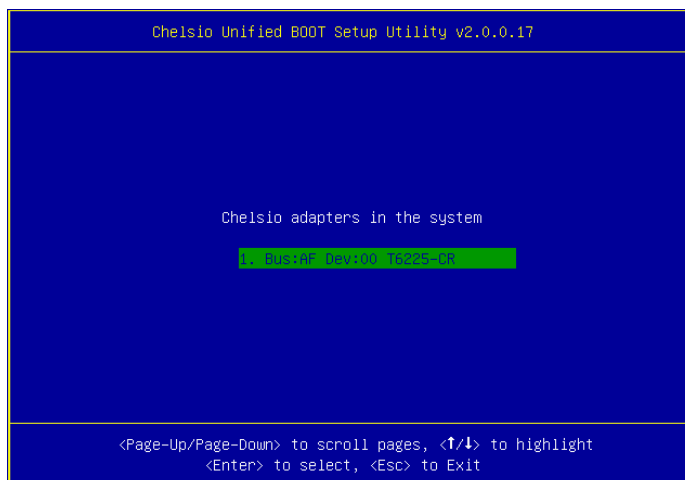 Chelsio Unified BOOT Setup Utility v2.0.0.17
Chelsio adapters in the system
1. Bus:AF Dev:00 T6225-CR
<Page-Up/Page-Down> to scroll pages, <↑/↓> to highlight
<Enter> to select, <Esc> to Exit